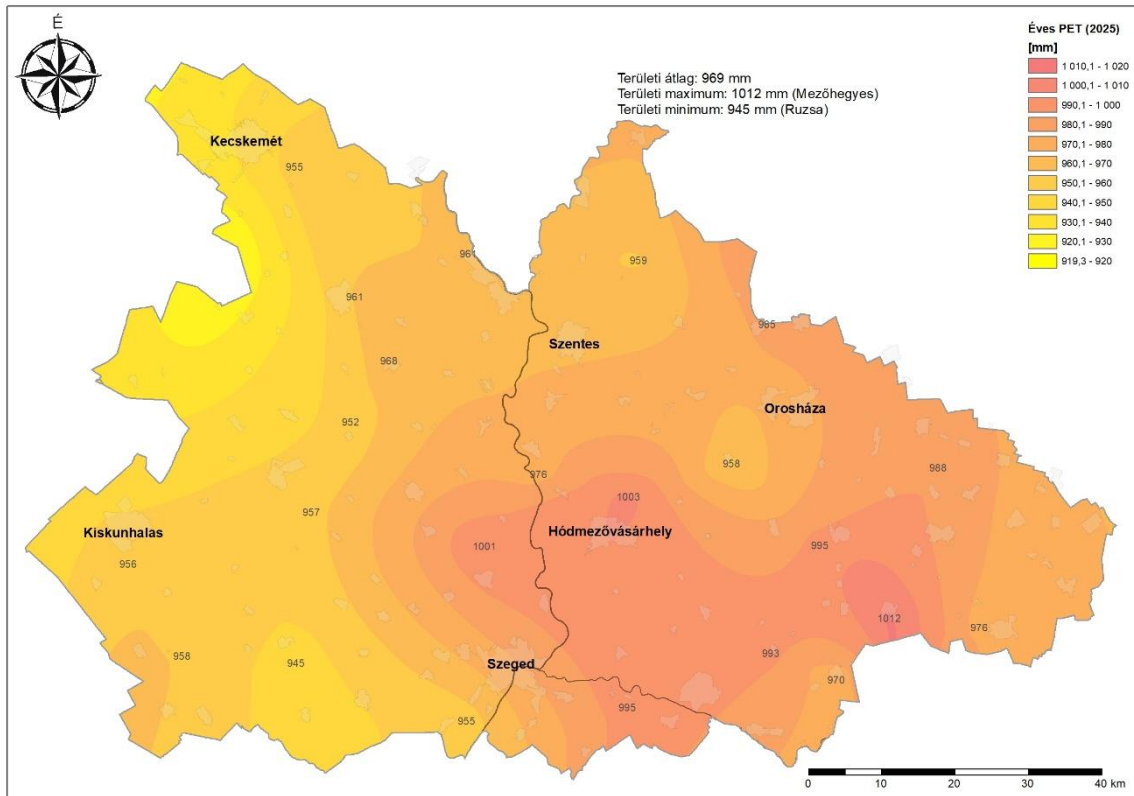 É
Éves PET (2025)
[mm]
1 010,1 - 1 020
1 000,1 - 1 010
990,1 - 1 000
980,1 - 990
970,1 - 980
960,1 - 970
950,1 - 960
940,1 - 950
930,1 - 940
920,1 - 930
919,3 - 920
Területi átlag: 969 mm
Területi maximum: 1012 mm (Mezőhegyes)
Területi minimum: 945 mm (Ruzsa)
Kecskemét
955
961
959
961
985
Szentes
968
Orosháza
952
958
988
976
1003
957
Kiskunhalas
Hódmezővásárhely
1001
995
956
1012
976
958
945
Szeged
993
970
995
955
0 10 20 30 40 km